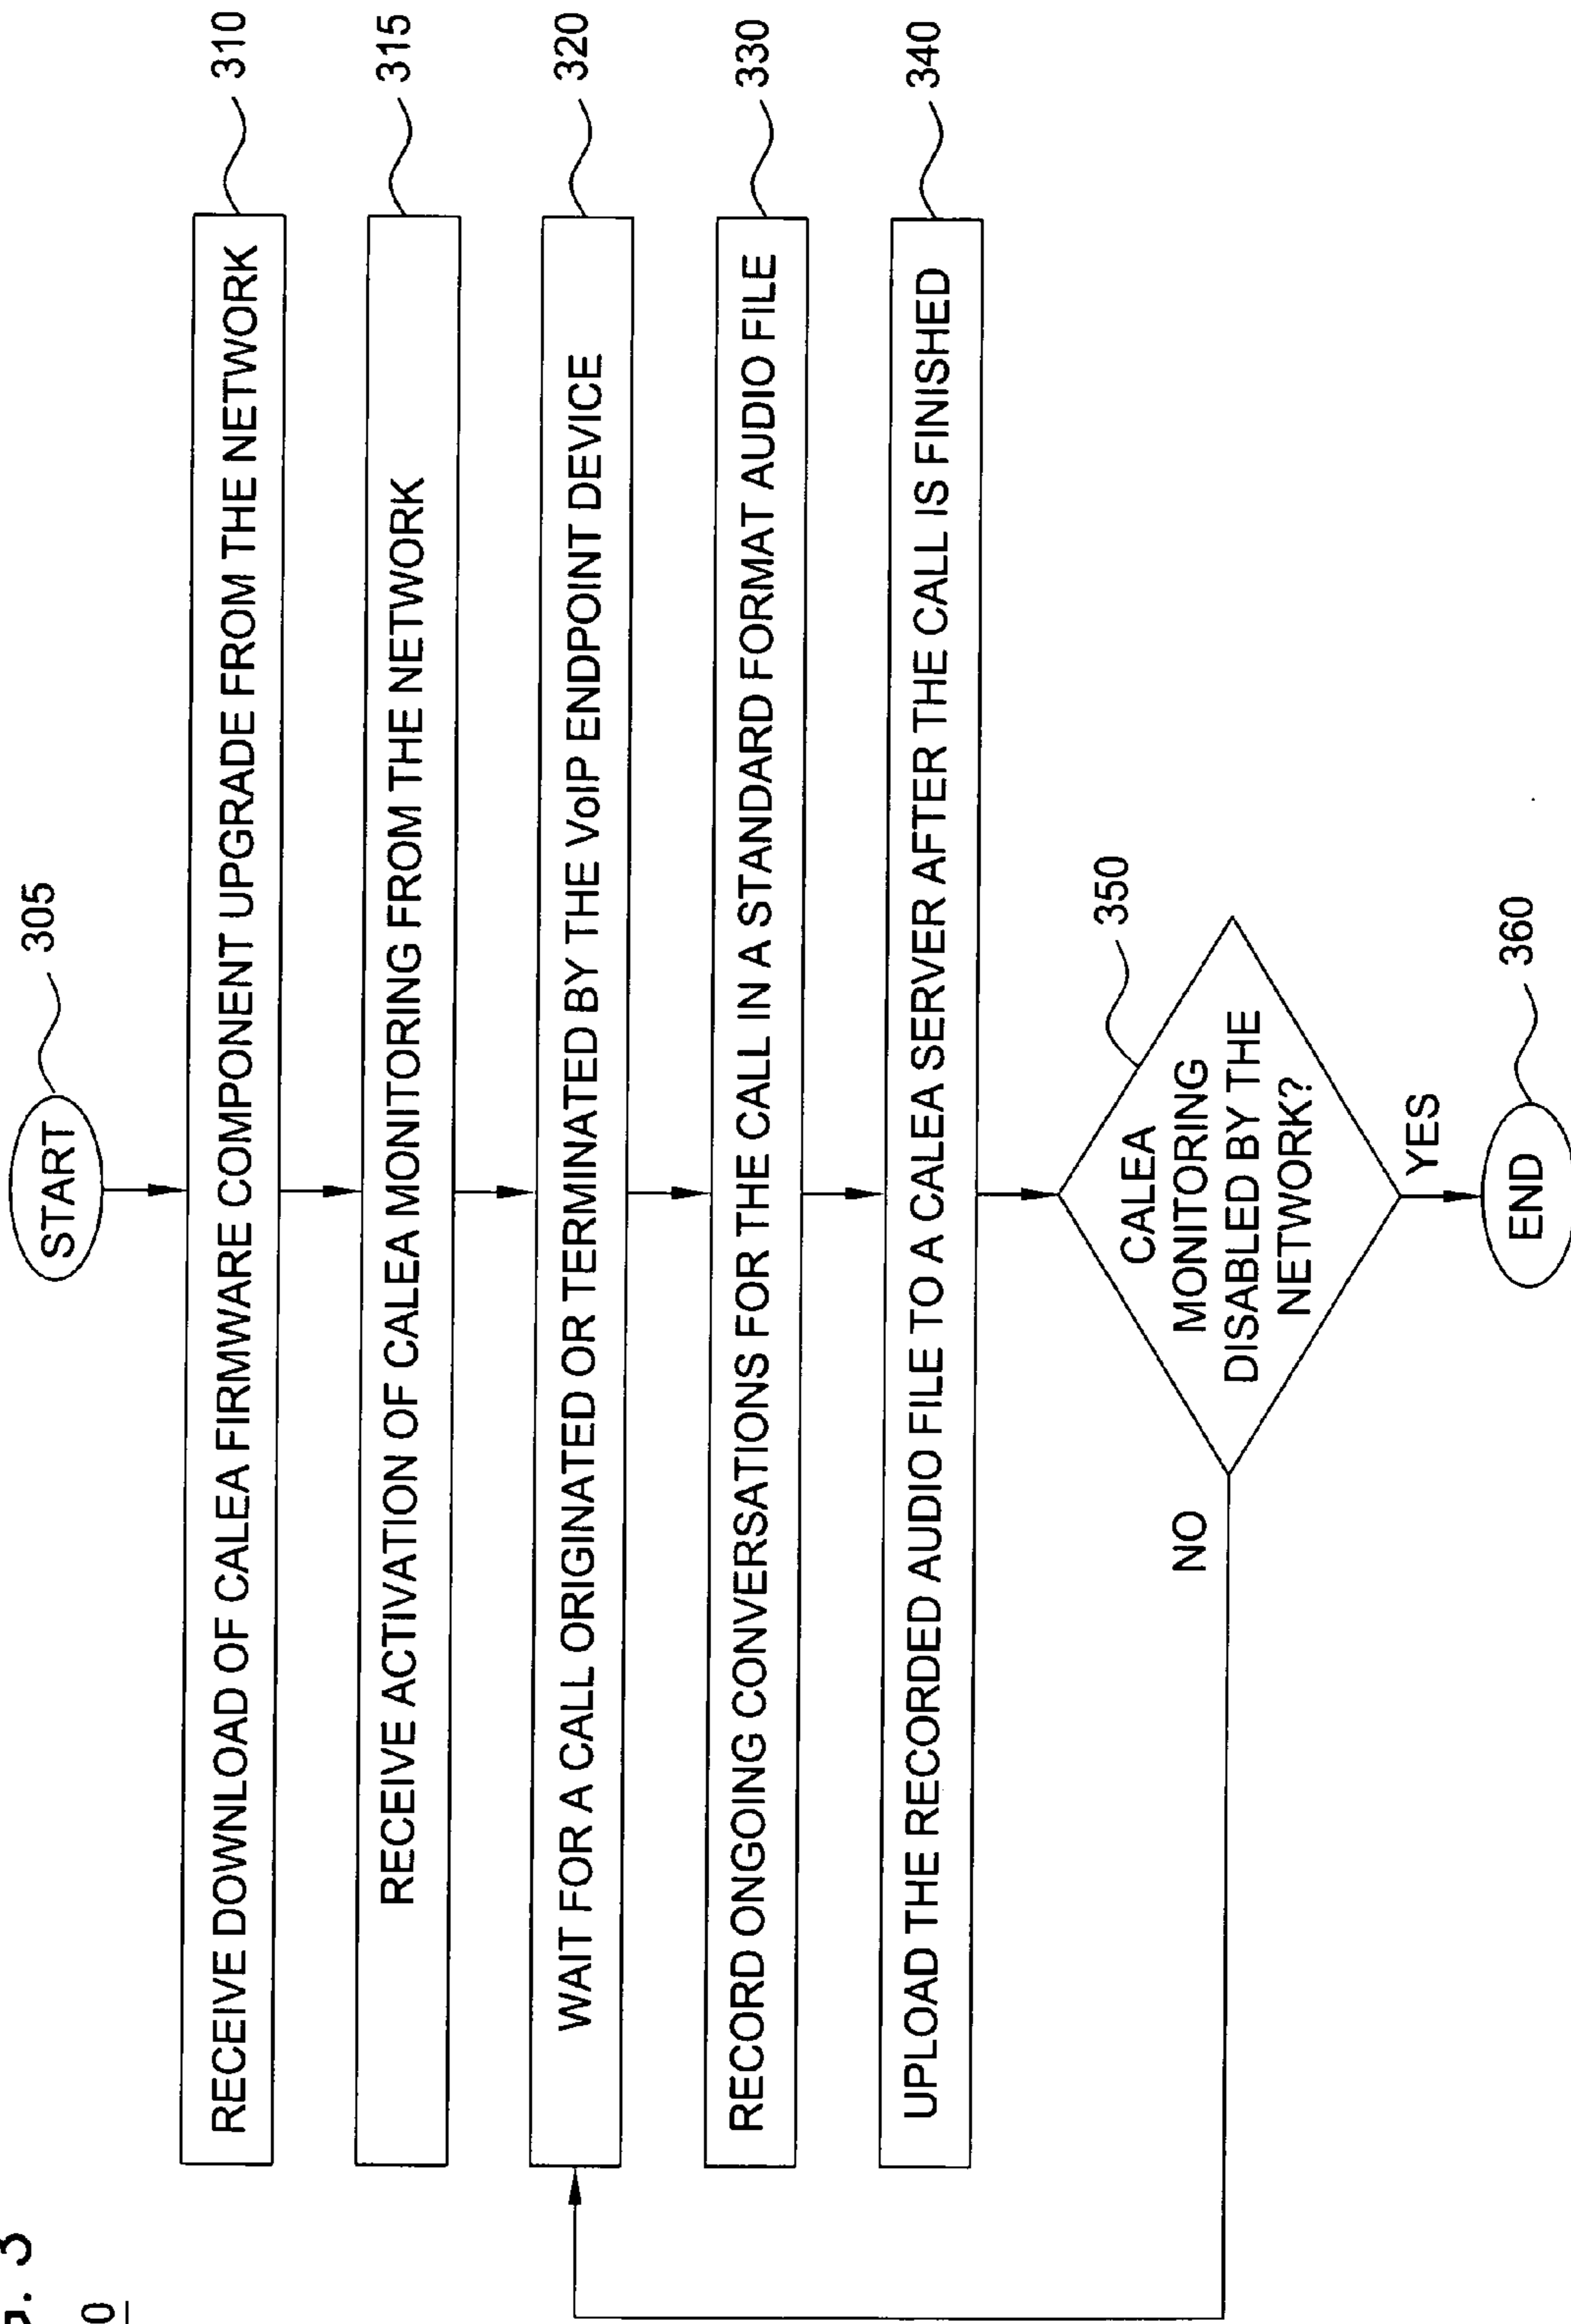 . 3
0
START
305
RECEIVE DOWNLOAD OF CALEA FIRMWARE COMPONENT UPGRADE FROM THE NETWORK
310
RECEIVE ACTIVATION OF CALEA MONITORING FROM THE NETWORK
315
WAIT FOR A CALL ORIGINATED OR TERMINATED BY THE VoIP ENDPOINT DEVICE
320
RECORD ONGOING CONVERSATIONS FOR THE CALL IN A STANDARD FORMAT AUDIO FILE
330
UPLOAD THE RECORDED AUDIO FILE TO A CALEA SERVER AFTER THE CALL IS FINISHED
340
350
CALEA
MONITORING
DISABLED BY THE
NETWORK?
NO
YES
END
360